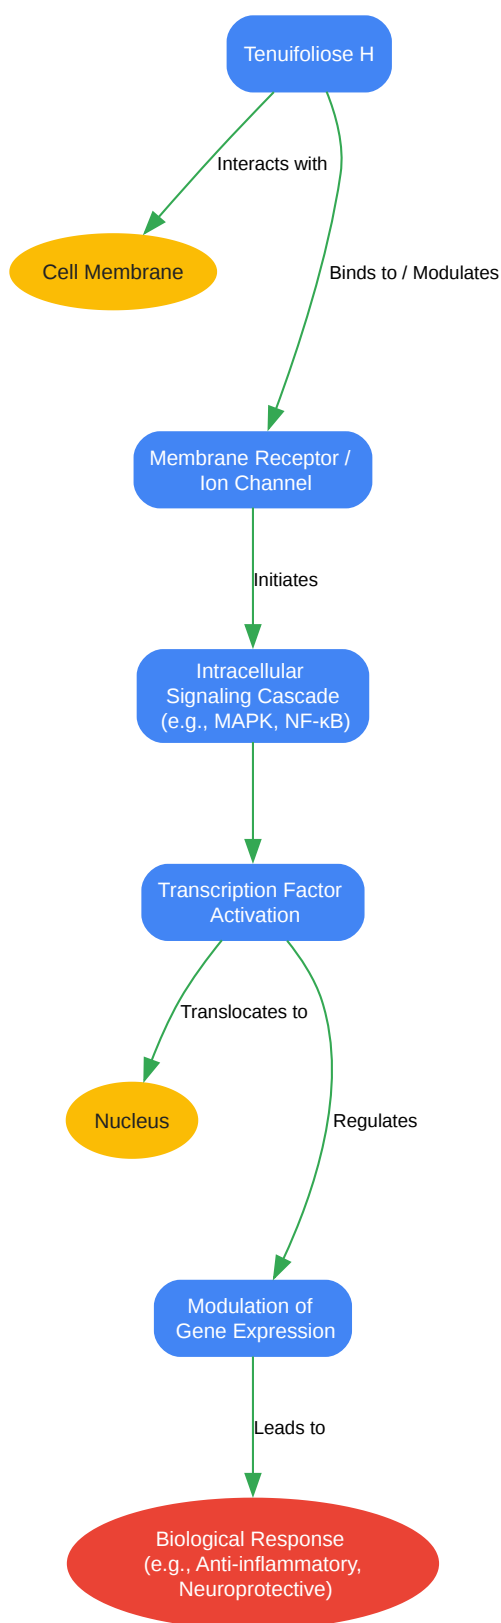 Tenuifoliose H
Interacts with
Cell Membrane
Binds to / Modulates
Membrane Receptor /
Ion Channel
Initiates
Intracellular
Signaling Cascade
(e.g., MAPK, NF-κB)
Transcription Factor
Activation
Translocates to
Nucleus
Regulates
Modulation of
Gene Expression
Leads to
Biological Response
(e.g., Anti-inflammatory,
Neuroprotective)